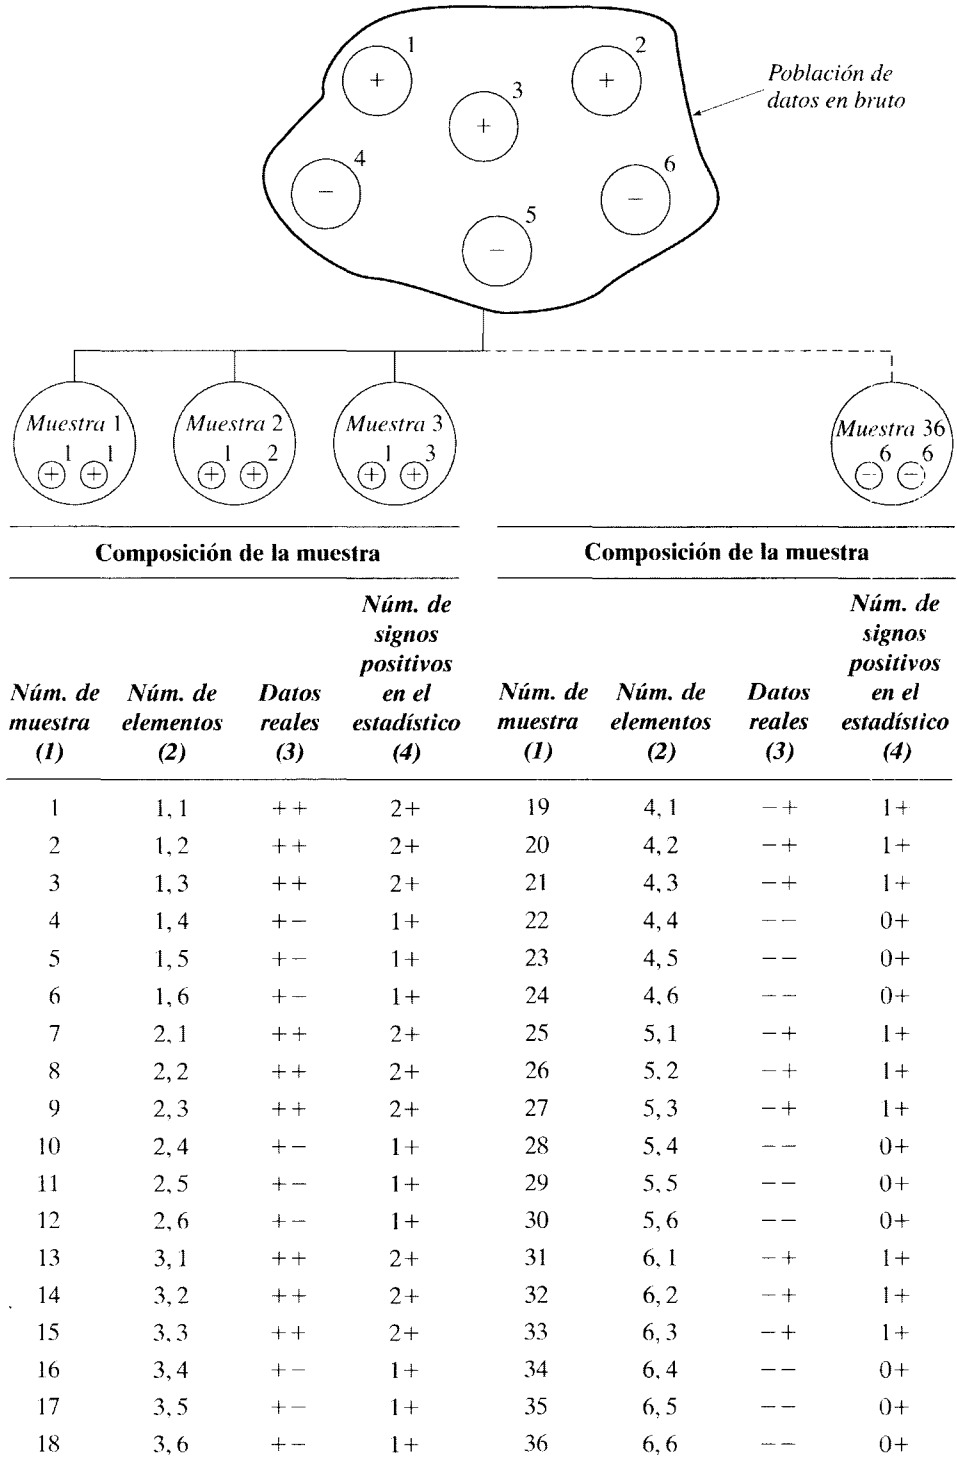 1
2
3
4
5
6
+
+
+
−
−
−
Población de
datos en bruto
Muestra 1
+ 1 + 1
Muestra 2
+ 1 + 2
Muestra 3
+ 1 + 3
Muestra 36
− 6 − 6
Composición de la muestra
Núm. de muestra (1) Núm. de elementos (2) Datos reales (3) Núm. de signos positivos en el estadístico (4)
Composición de la muestra
Núm. de muestra (1) Núm. de elementos (2) Datos reales (3) Núm. de signos positivos en el estadístico (4)
1 1, 1 + + 2+ 19 4, 1 − + 1+
2 1, 2 + + 2+ 20 4, 2 − + 1+
3 1, 3 + + 2+ 21 4, 3 − + 1+
4 1, 4 + − 1+ 22 4, 4 − − 0+
5 1, 5 + − 1+ 23 4, 5 − − 0+
6 1, 6 + − 1+ 24 4, 6 − − 0+
7 2, 1 + + 2+ 25 5, 1 − + 1+
8 2, 2 + + 2+ 26 5, 2 − + 1+
9 2, 3 + + 2+ 27 5, 3 − + 1+
10 2, 4 + − 1+ 28 5, 4 − − 0+
11 2, 5 + − 1+ 29 5, 5 − − 0+
12 2, 6 + − 1+ 30 5, 6 − − 0+
13 3, 1 + + 2+ 31 6, 1 − + 1+
14 3, 2 + + 2+ 32 6, 2 − + 1+
15 3, 3 + + 2+ 33 6, 3 − + 1+
16 3, 4 + − 1+ 34 6, 4 − − 0+
17 3, 5 + − 1+ 35 6, 5 − − 0+
18 3, 6 + − 1+ 36 6, 6 − − 0+